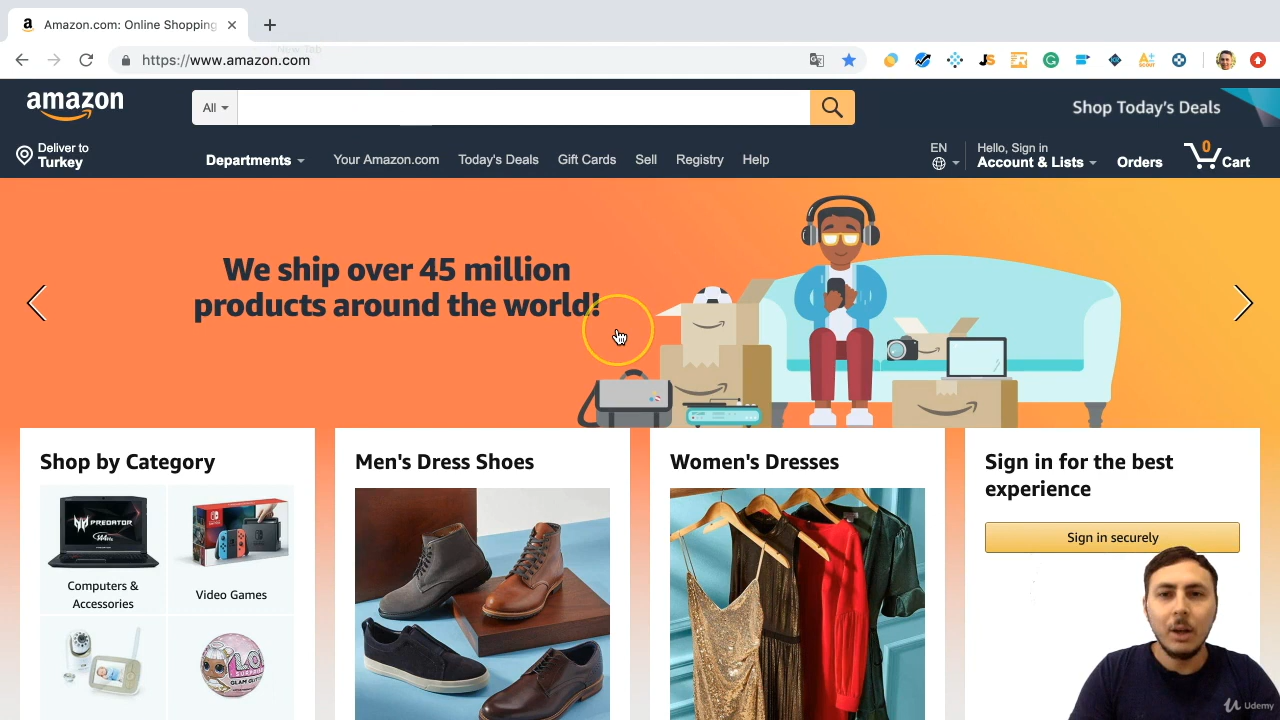 Amazon.com: Online Shopping
New Tab
https://www.amazon.com
amazon
All
Shop Today's Deals
Deliver to
Turkey
Departments
Your Amazon.com
Today's Deals
Gift Cards
Sell
Registry
Help
EN
Hello, Sign in
Account & Lists
Orders
0
Cart
We ship over 45 million
products around the world!
Shop by Category
PREDATOR
144Hz
Computers &
Accessories
Video Games
Men's Dress Shoes
Women's Dresses
Sign in for the best
experience
Sign in securely
Udemy